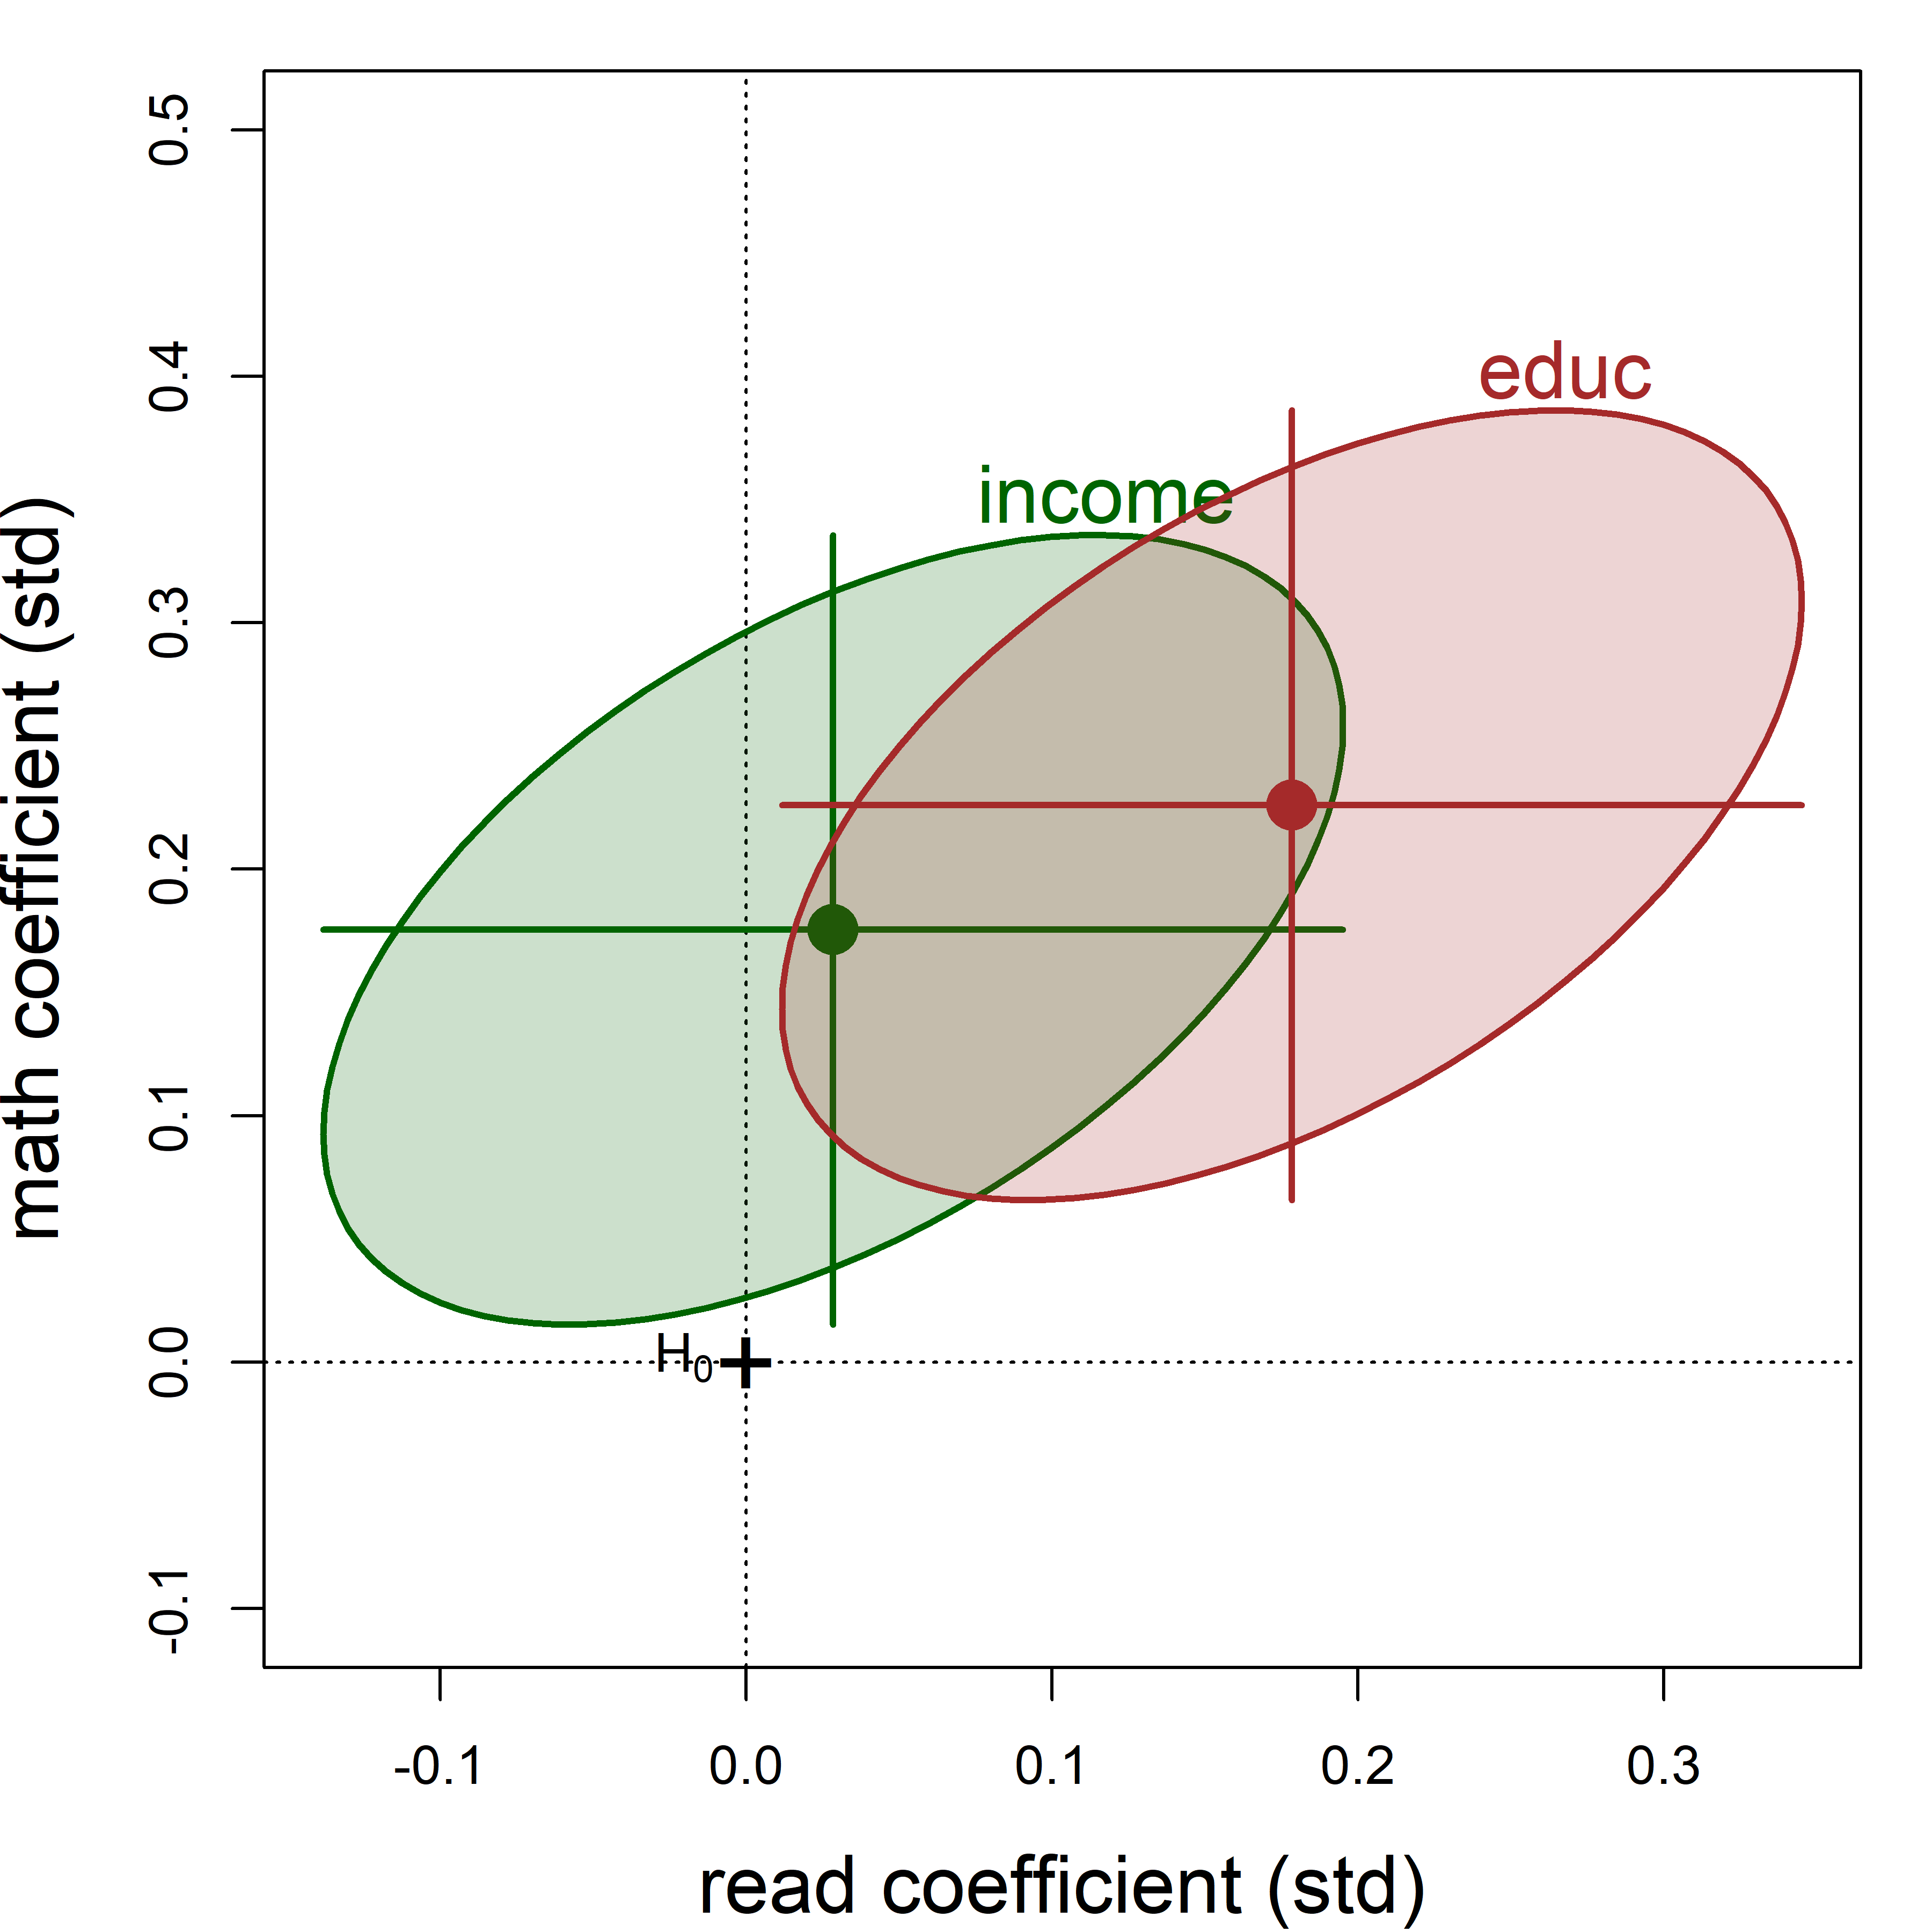 0.5
0.4
0.3
0.2
0.1
0.0
-0.1
math coefficient (std)
educ
income
H₀
-0.1 0.0 0.1 0.2 0.3
read coefficient (std)